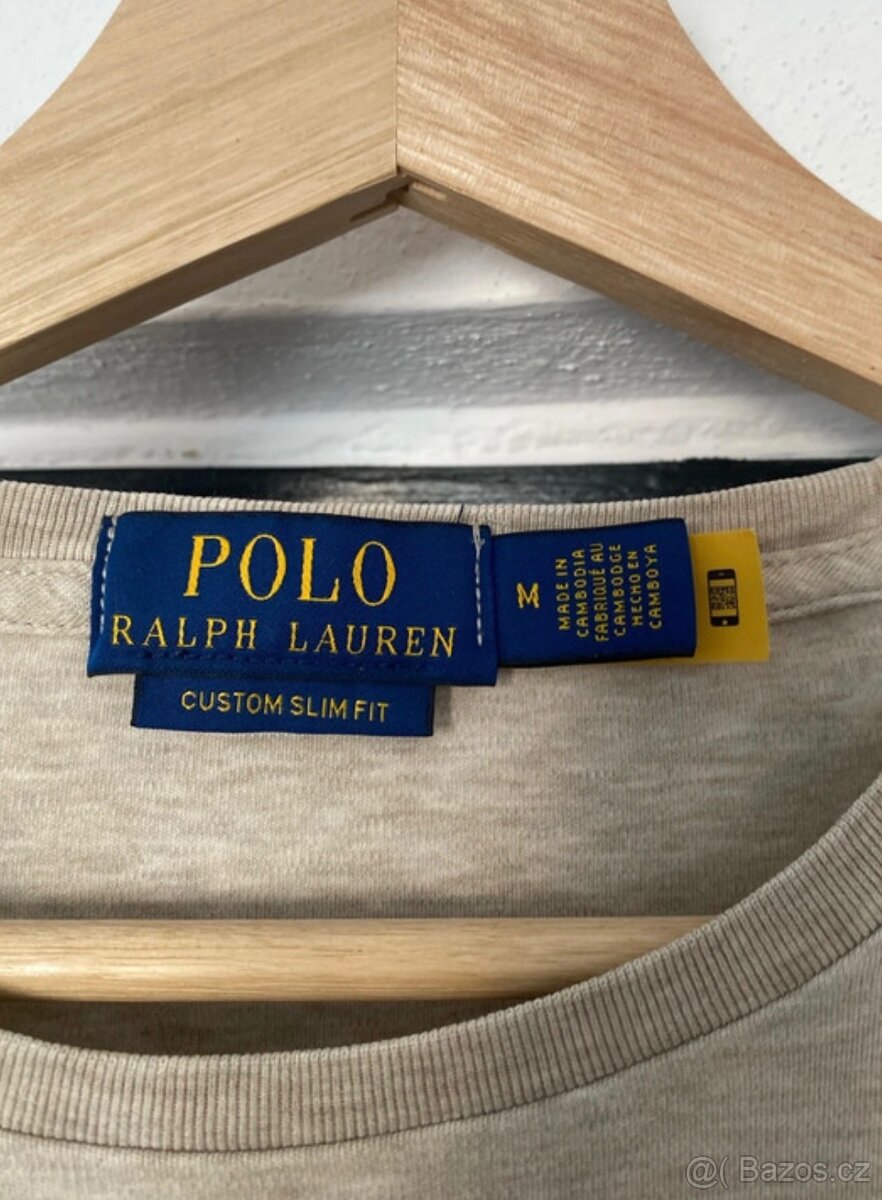 POLO
RALPH LAUREN
CUSTOM SLIM FIT
M
MADE IN
CAMBODIA
FABRIQUÉ AU
CAMBODGE
HECHO EN
CAMBOYA
@( Bazos.cz